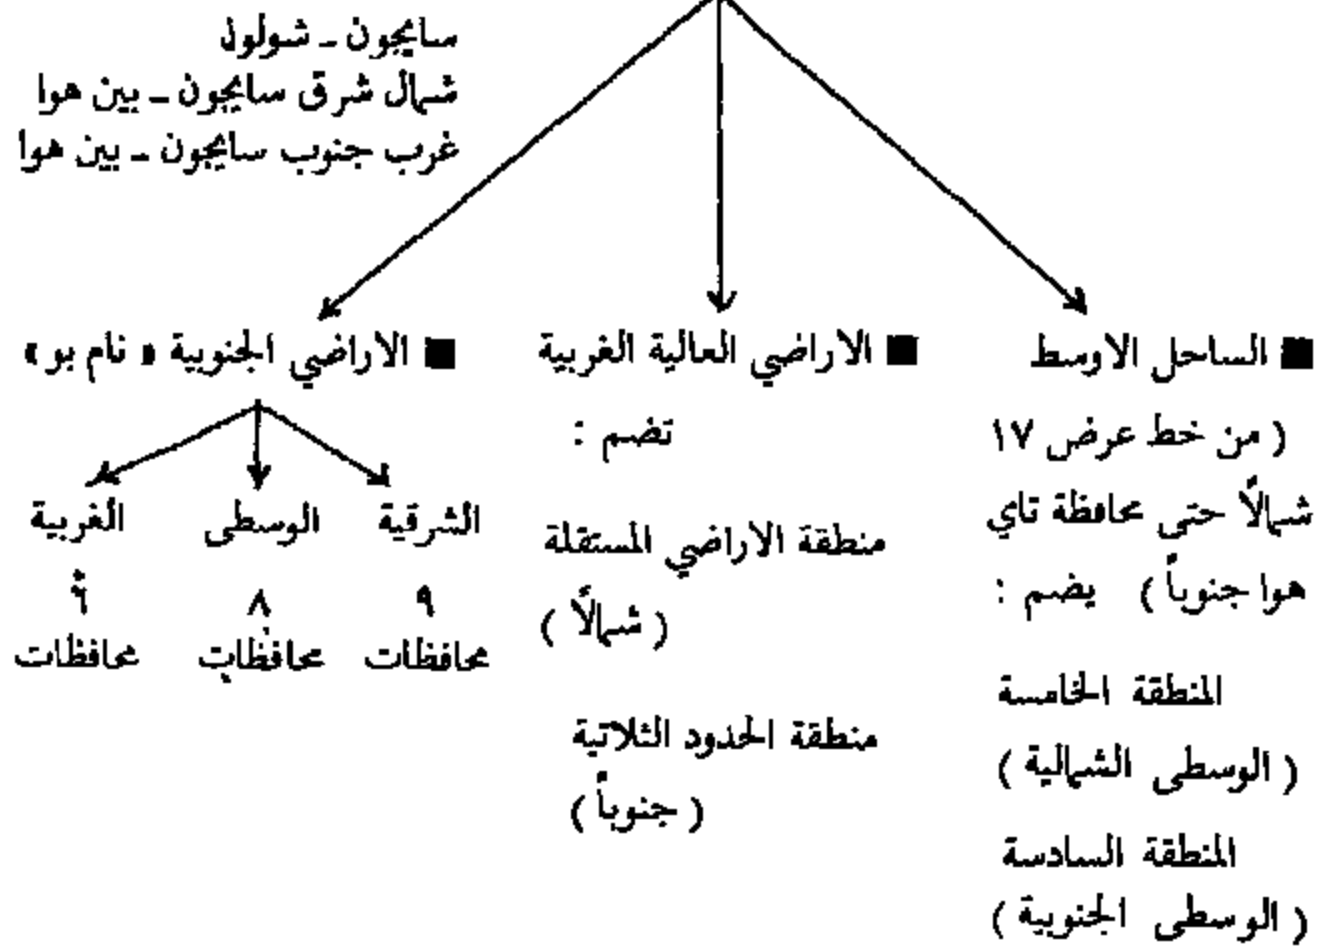 سايجون - شولون
شمال شرق سايجون - بين هوا
غرب جنوب سايجون - بين هوا
■ الساحل الاوسط
( من خط عرض ١٧
شمالاً حتى محافظة تاي
هوا جنوباً ) يضم :
المنطقة الخامسة
( الوسطى الشمالية )
المنطقة السادسة
( الوسطى الجنوبية )
■ الاراضي العالية الغربية
تضم :
منطقة الاراضي المستقلة
( شمالاً )
منطقة الحدود الثلاثية
( جنوباً )
■ الاراضي الجنوبية « نام بو »
الشرقية الوسطى الغربية
٩ ٨ ٦
محافظات محافظات محافظات